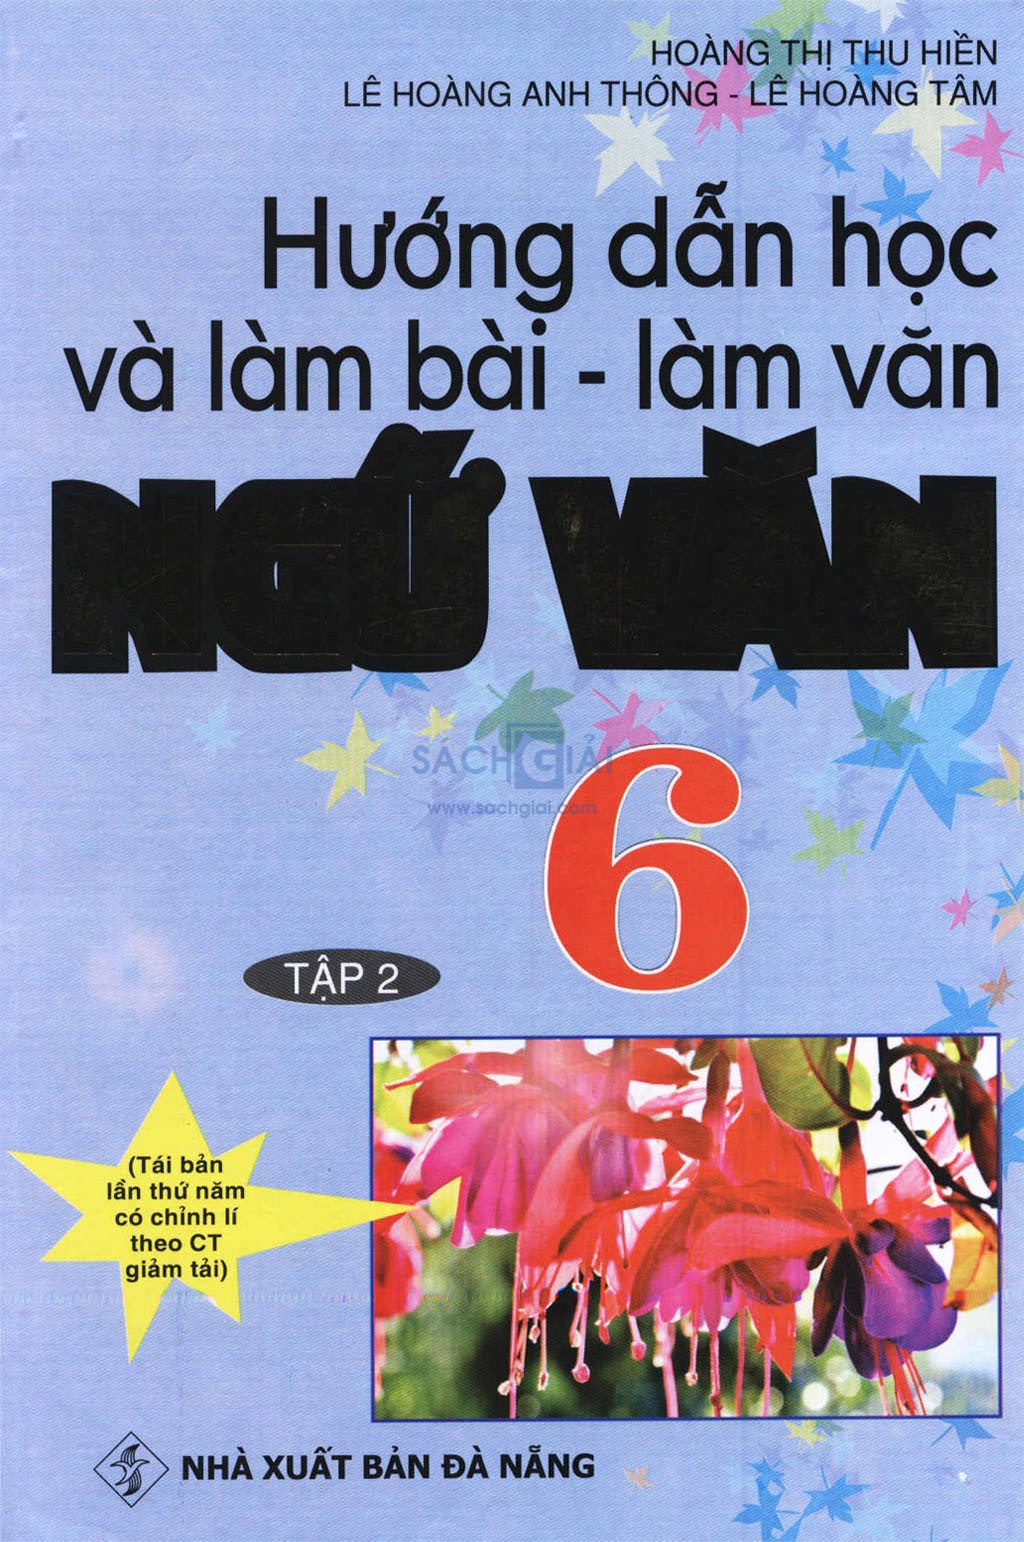 HOÀNG THỊ THU HIỀN
LÊ HOÀNG ANH THÔNG - LÊ HOÀNG TÂM
Hướng dẫn học
và làm bài - làm văn
NGỮ VĂN
SÁCH GIẢI
www.sachgiai.com
6
TẬP 2
(Tái bản
lần thứ năm
có chỉnh lí
theo CT
giảm tải)
NHÀ XUẤT BẢN ĐÀ NẴNG